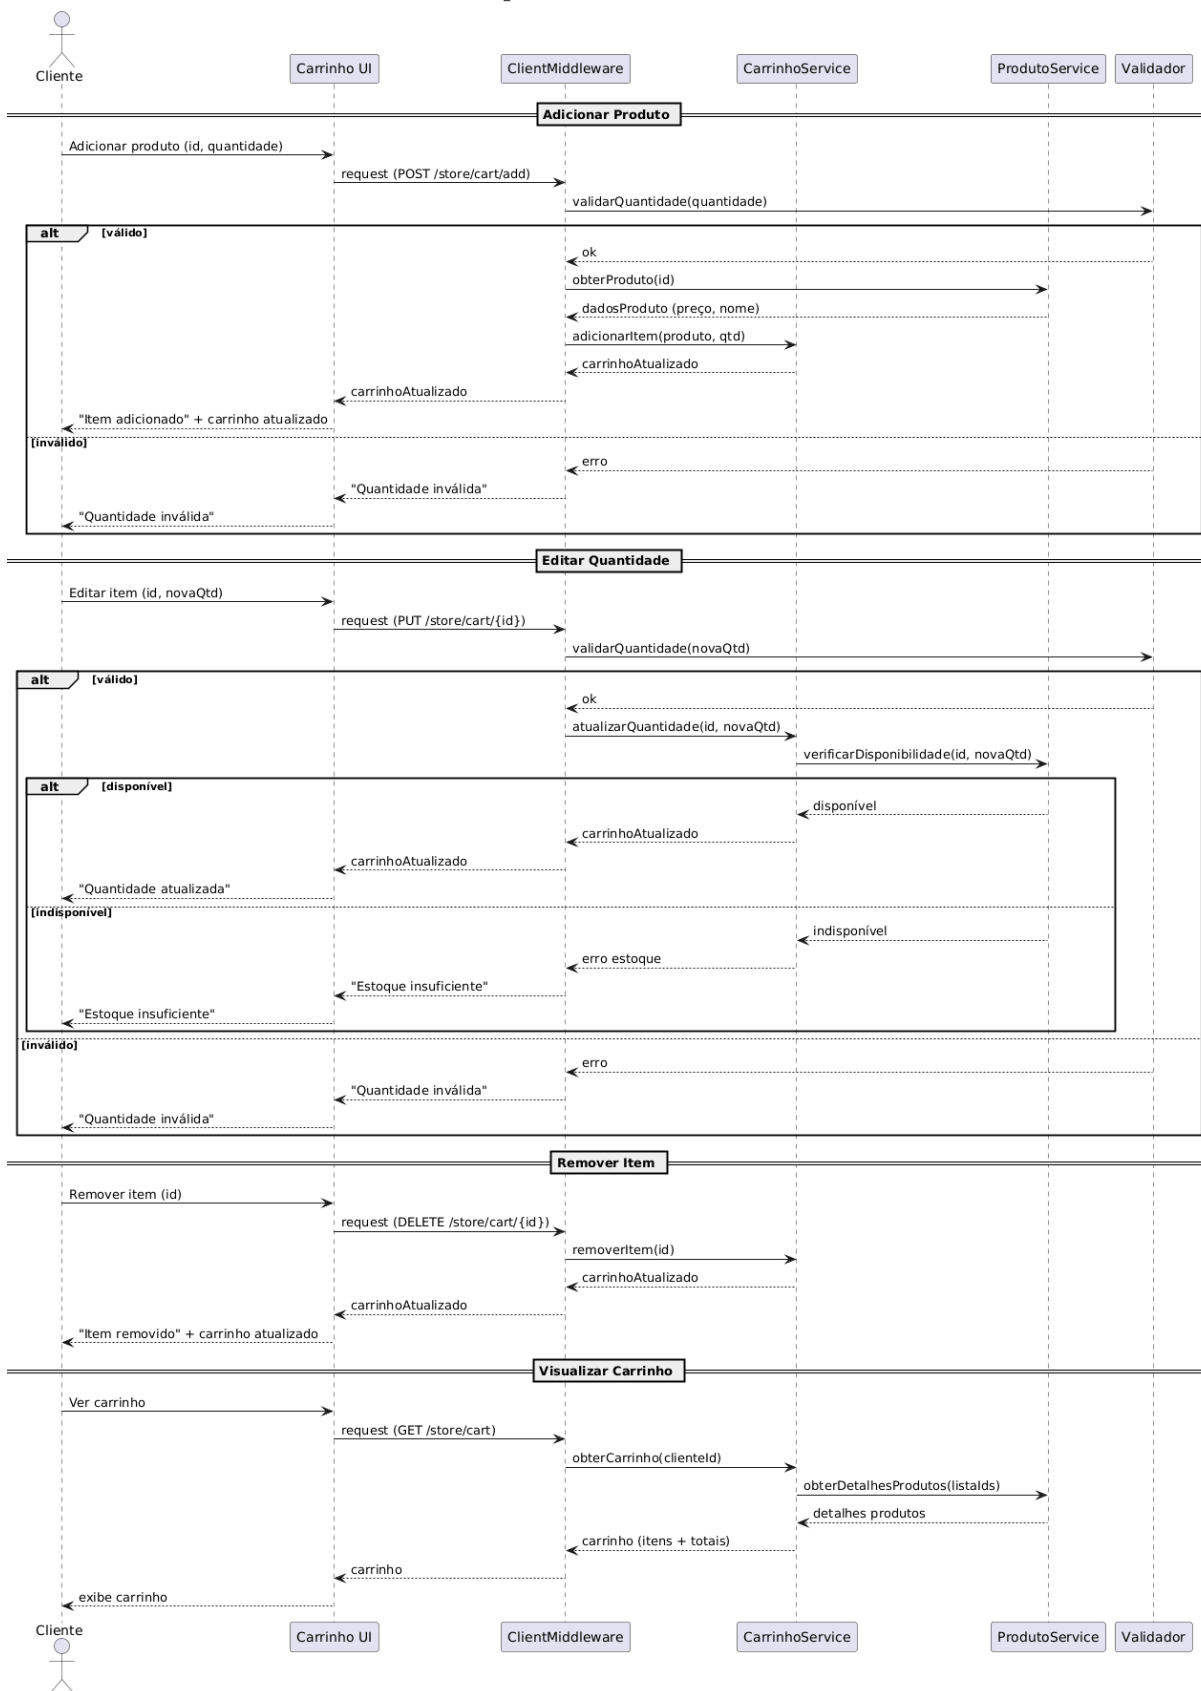 Cliente
Carrinho UI
ClientMiddleware
CarrinhoService
ProdutoService
Validador
Adicionar Produto
Adicionar produto (id, quantidade)
request (POST /store/cart/add)
validarQuantidade(quantidade)
alt [válido]
ok
obterProduto(id)
dadosProduto (preço, nome)
adicionarItem(produto, qtd)
carrinhoAtualizado
carrinhoAtualizado
"Item adicionado" + carrinho atualizado
[inválido]
erro
"Quantidade inválida"
"Quantidade inválida"
Editar Quantidade
Editar item (id, novaQtd)
request (PUT /store/cart/{id})
validarQuantidade(novaQtd)
alt [válido]
ok
atualizarQuantidade(id, novaQtd)
verificarDisponibilidade(id, novaQtd)
alt [disponível]
disponível
carrinhoAtualizado
carrinhoAtualizado
"Quantidade atualizada"
[indisponível]
indisponível
erro estoque
"Estoque insuficiente"
"Estoque insuficiente"
[inválido]
erro
"Quantidade inválida"
"Quantidade inválida"
Remover Item
Remover item (id)
request (DELETE /store/cart/{id})
removerItem(id)
carrinhoAtualizado
carrinhoAtualizado
"Item removido" + carrinho atualizado
Visualizar Carrinho
Ver carrinho
request (GET /store/cart)
obterCarrinho(clienteId)
obterDetalhesProdutos(listaIds)
detalhes produtos
carrinho (itens + totais)
carrinho
exibe carrinho
Cliente
Carrinho UI
ClientMiddleware
CarrinhoService
ProdutoService
Validador